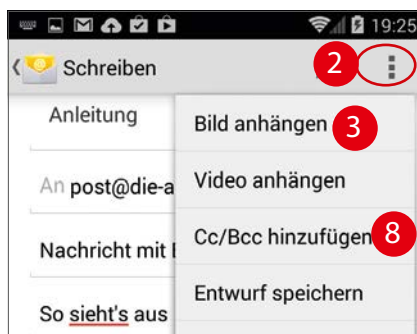 19:25
Schreiben 2
Anleitung
Bild anhängen 3
An post@die-a
Video anhängen
Nachricht mit
Cc/Bcc hinzufügen 8
Entwurf speichern
So sieht's aus